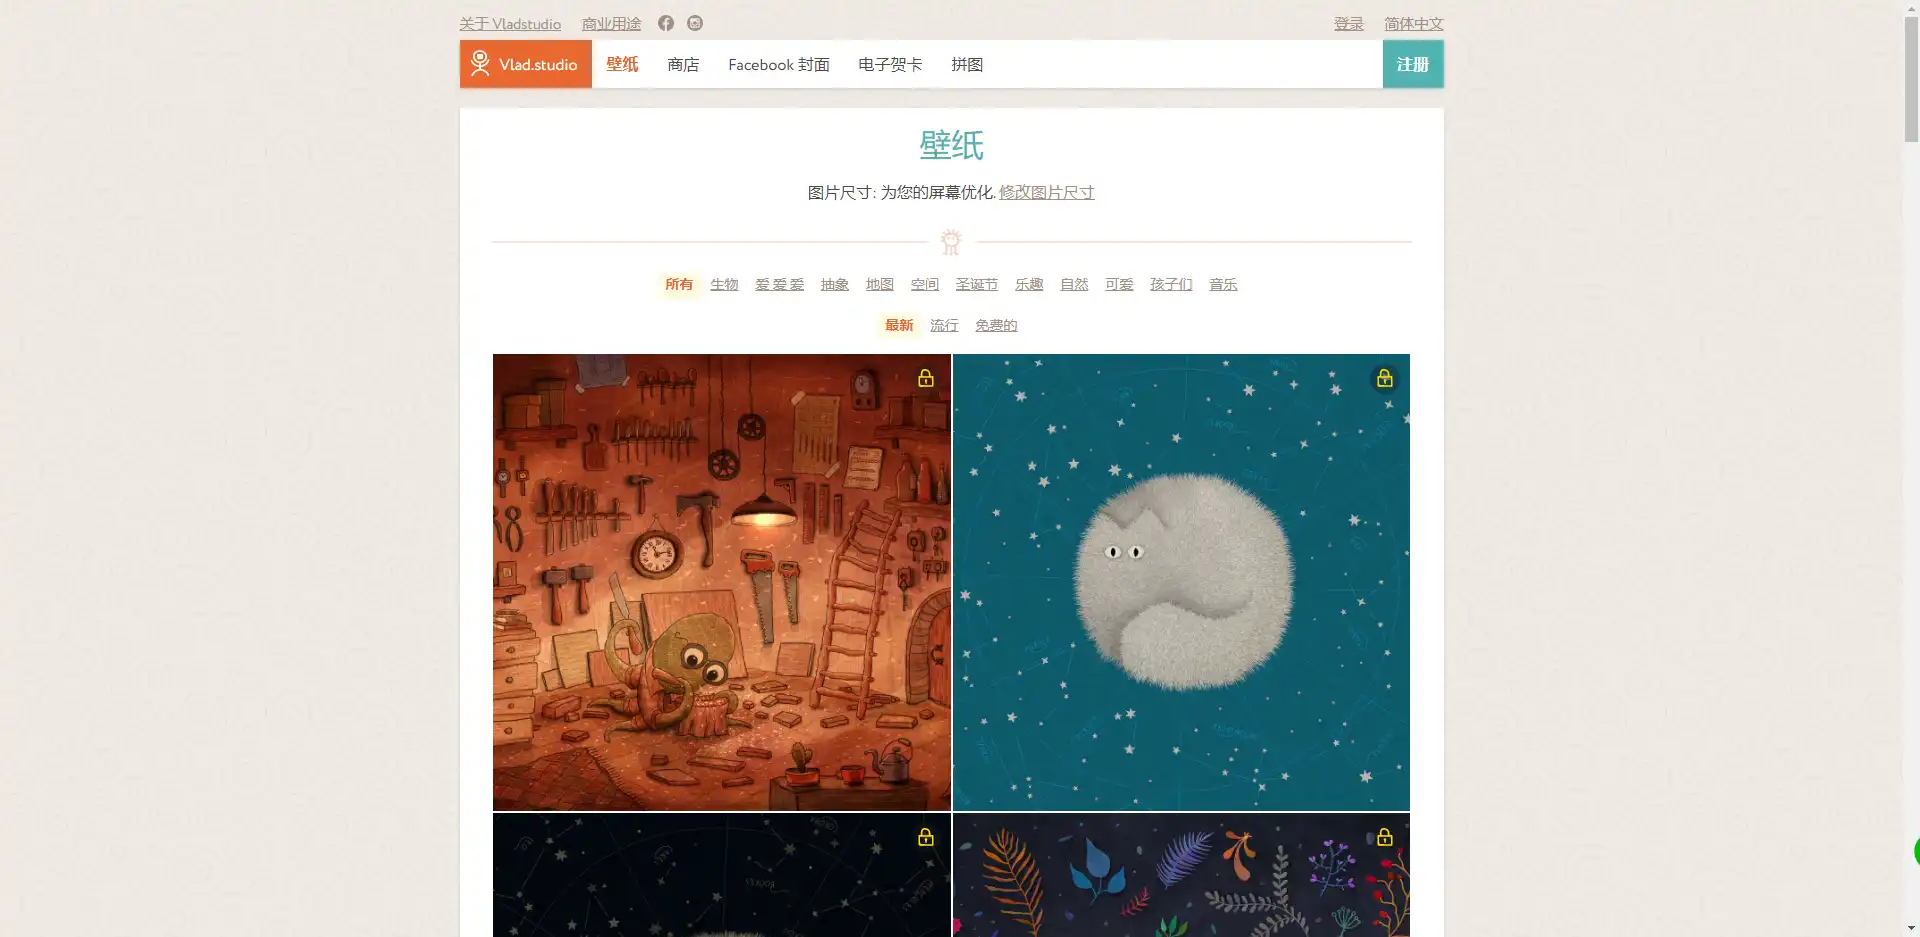 关于 Vladstudio 商业用途 登录 简体中文
Vlad.studio 壁纸 商店 Facebook 封面 电子贺卡 拼图 注册
壁纸
图片尺寸: 为您的屏幕优化. 修改图片尺寸
所有 生物 爱 爱 爱 抽象 地图 空间 圣诞节 乐趣 自然 可爱 孩子们 音乐
最新 流行 免费的